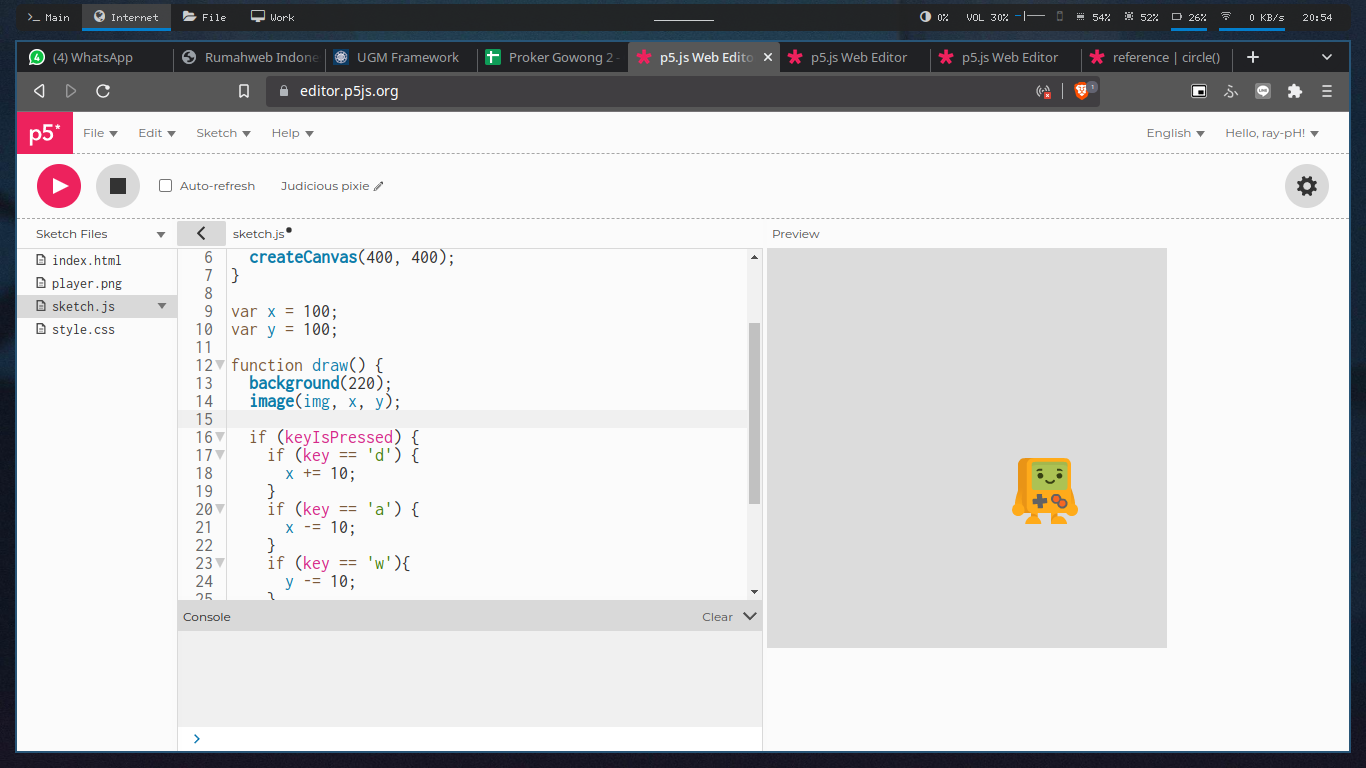 Main Internet File Work 0% VOL 30% 54% 52% 26% 0 KB/s 20:54
(4) WhatsApp Rumahweb Indone UGM Framework Proker Gowong 2 - p5.js Web Edito p5.js Web Editor p5.js Web Editor reference | circle()
editor.p5js.org 1
p5* File Edit Sketch Help English Hello, ray-pH!
Auto-refresh Judicious pixie
Sketch Files
index.html
player.png
sketch.js
style.css
sketch.js
6 createCanvas(400, 400);
7 }
8
9 var x = 100;
10 var y = 100;
11
12 function draw() {
13 background(220);
14 image(img, x, y);
15
16 if (keyIsPressed) {
17 if (key == 'd') {
18 x += 10;
19 }
20 if (key == 'a') {
21 x -= 10;
22 }
23 if (key == 'w'){
24 y -= 10;
25 }
Console Clear
>
Preview